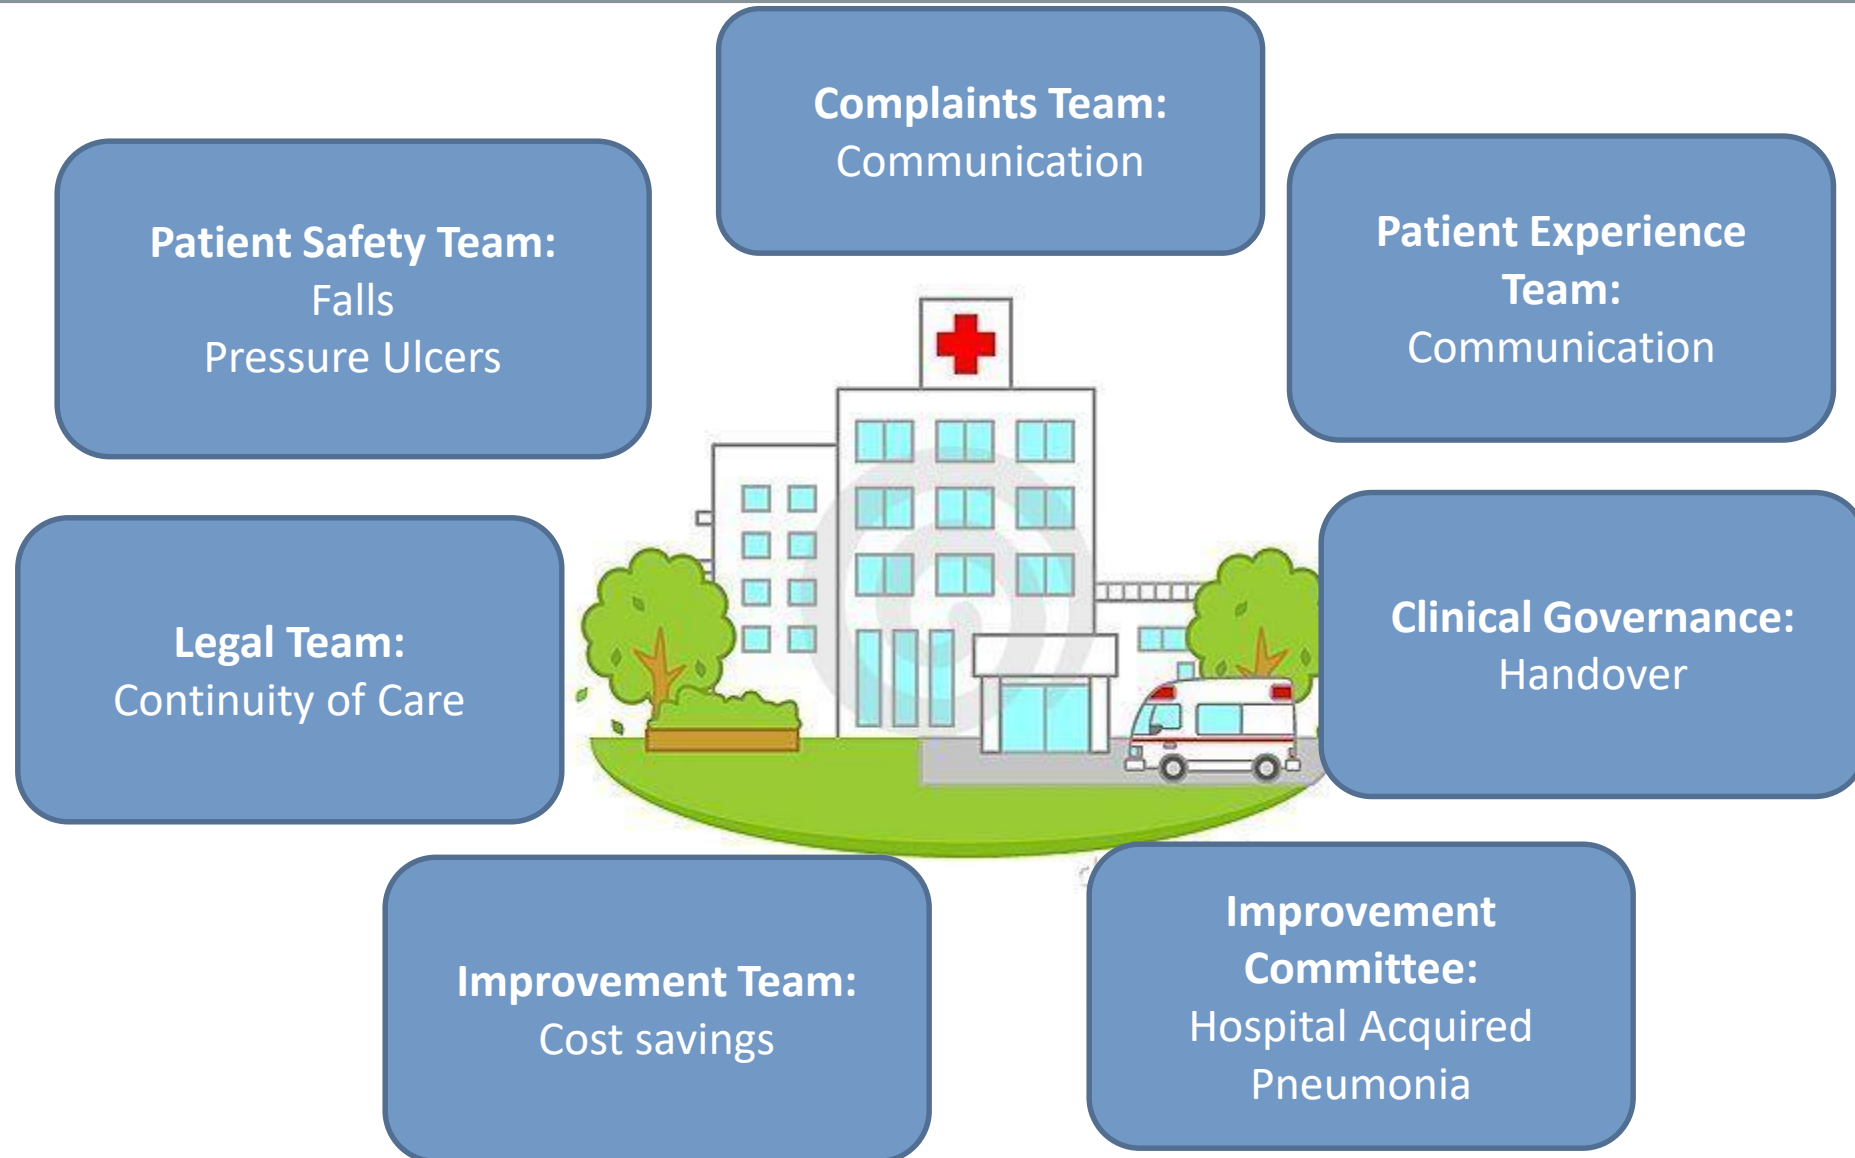 Complaints Team:
Communication
Patient Safety Team:
Falls
Pressure Ulcers
Patient Experience
Team:
Communication
Legal Team:
Continuity of Care
Clinical Governance:
Handover
Improvement Team:
Cost savings
Improvement
Committee:
Hospital Acquired
Pneumonia